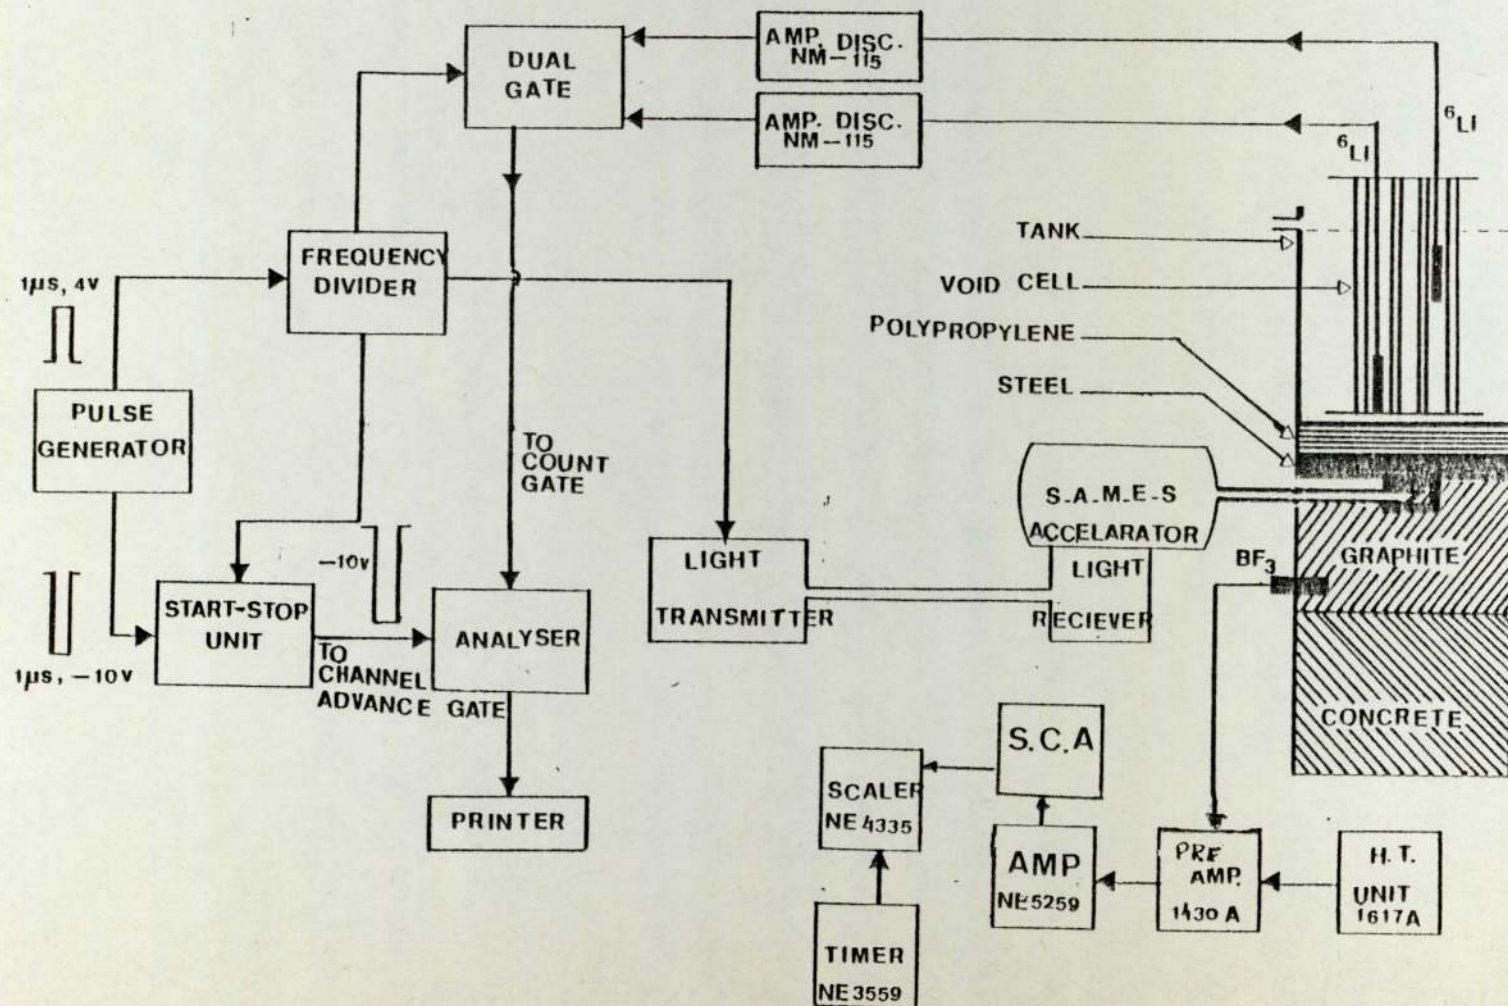 DUAL
GATE
AMP. DISC.
NM-115
AMP. DISC.
NM-115
⁶LI
⁶LI
FREQUENCY
DIVIDER
1µs, 4V
PULSE
GENERATOR
1µs, -10V
START-STOP
UNIT
-10V
TO
CHANNEL
ADVANCE GATE
TO
COUNT
GATE
ANALYSER
PRINTER
LIGHT
TRANSMITTER
S.A.M.E.S
ACCELARATOR
LIGHT
RECIEVER
TANK
VOID CELL
POLYPROPYLENE
STEEL
GRAPHITE
BF₃
CONCRETE
S.C.A
SCALER
NE 4335
TIMER
NE 3559
AMP
NE 5259
PRE
AMP.
1430 A
H.T.
UNIT
1617A